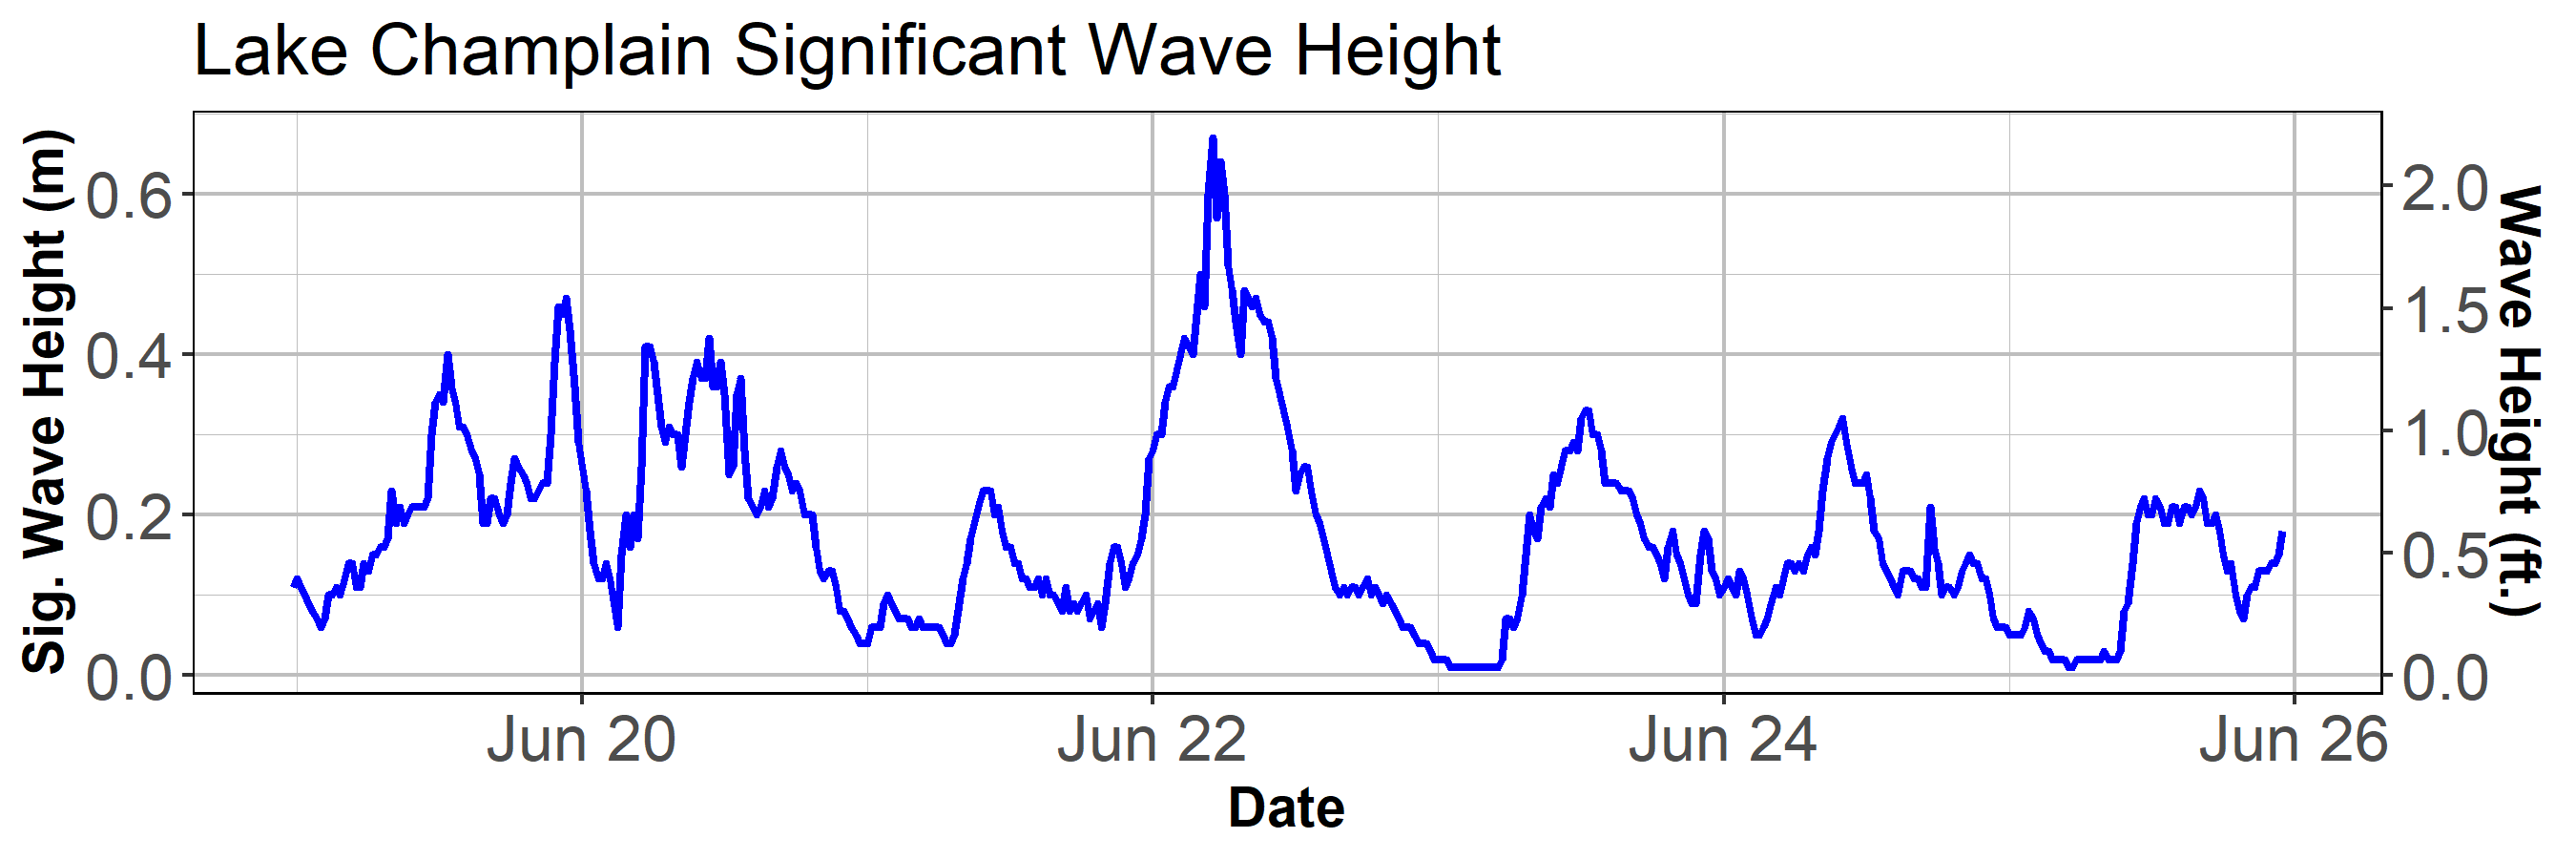 Lake Champlain Significant Wave Height
Sig. Wave Height (m)
0.6
0.4
0.2
0.0
2.0
1.5
1.0
0.5
0.0
Wave Height (ft.)
Jun 20
Jun 22
Jun 24
Jun 26
Date